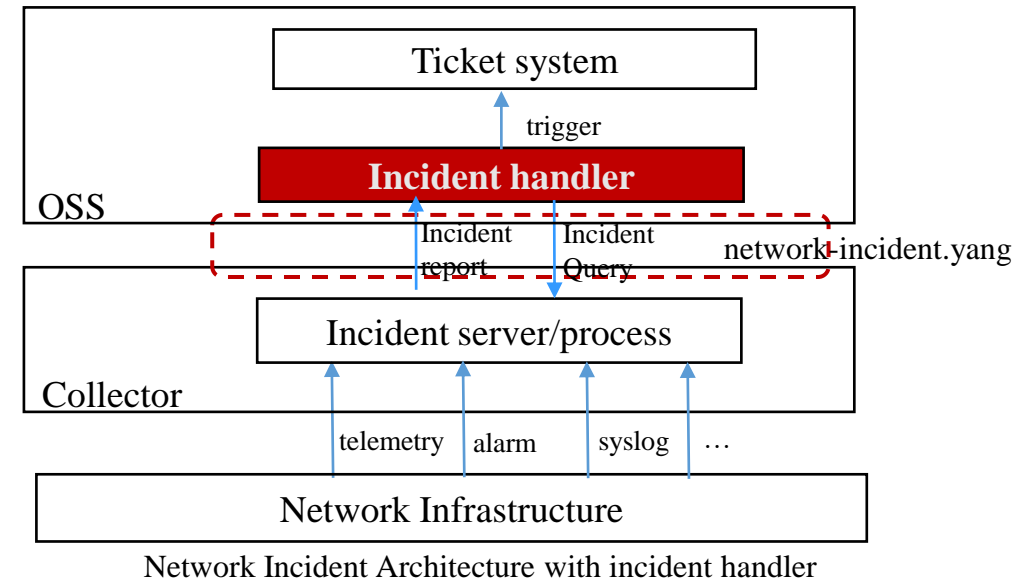 Ticket system
trigger
Incident handler
OSS
Incident
report
Incident
Query
network-incident.yang
Incident server/process
Collector
telemetry
alarm
syslog
…
Network Infrastructure
Network Incident Architecture with incident handler